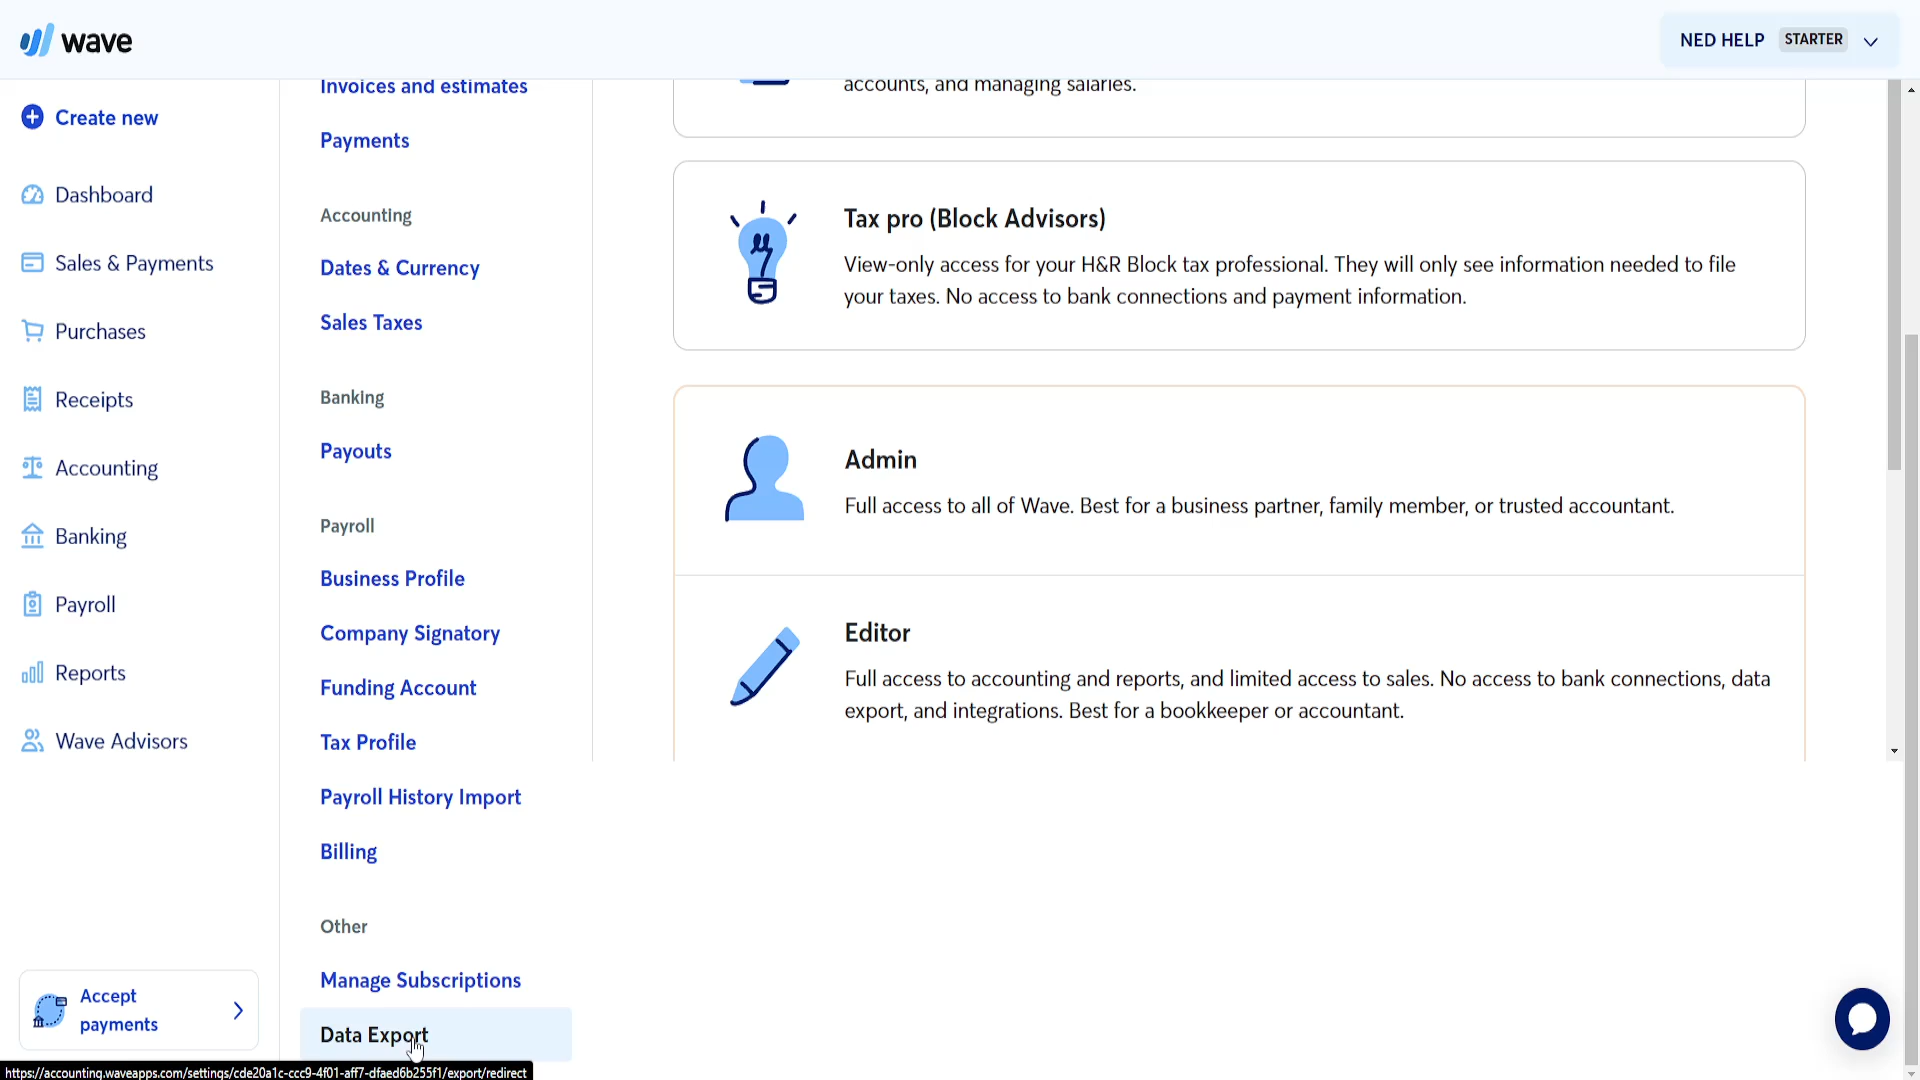 wave
NED HELP STARTER
Create new
Dashboard
Sales & Payments
Purchases
Receipts
Accounting
Banking
Payroll
Reports
Wave Advisors
Accept
payments
Invoices and estimates
Payments
Accounting
Dates & Currency
Sales Taxes
Banking
Payouts
Payroll
Business Profile
Company Signatory
Funding Account
Tax Profile
Payroll History Import
Billing
Other
Manage Subscriptions
Data Export
accounts, and managing salaries.
Tax pro (Block Advisors)
View-only access for your H&R Block tax professional. They will only see information needed to file
your taxes. No access to bank connections and payment information.
Admin
Full access to all of Wave. Best for a business partner, family member, or trusted accountant.
Editor
Full access to accounting and reports, and limited access to sales. No access to bank connections, data
export, and integrations. Best for a bookkeeper or accountant.
https://accounting.waveapps.com/settings/cde20a1c-ccc9-4f01-aff7-dfaed6b255f1/export/redirect